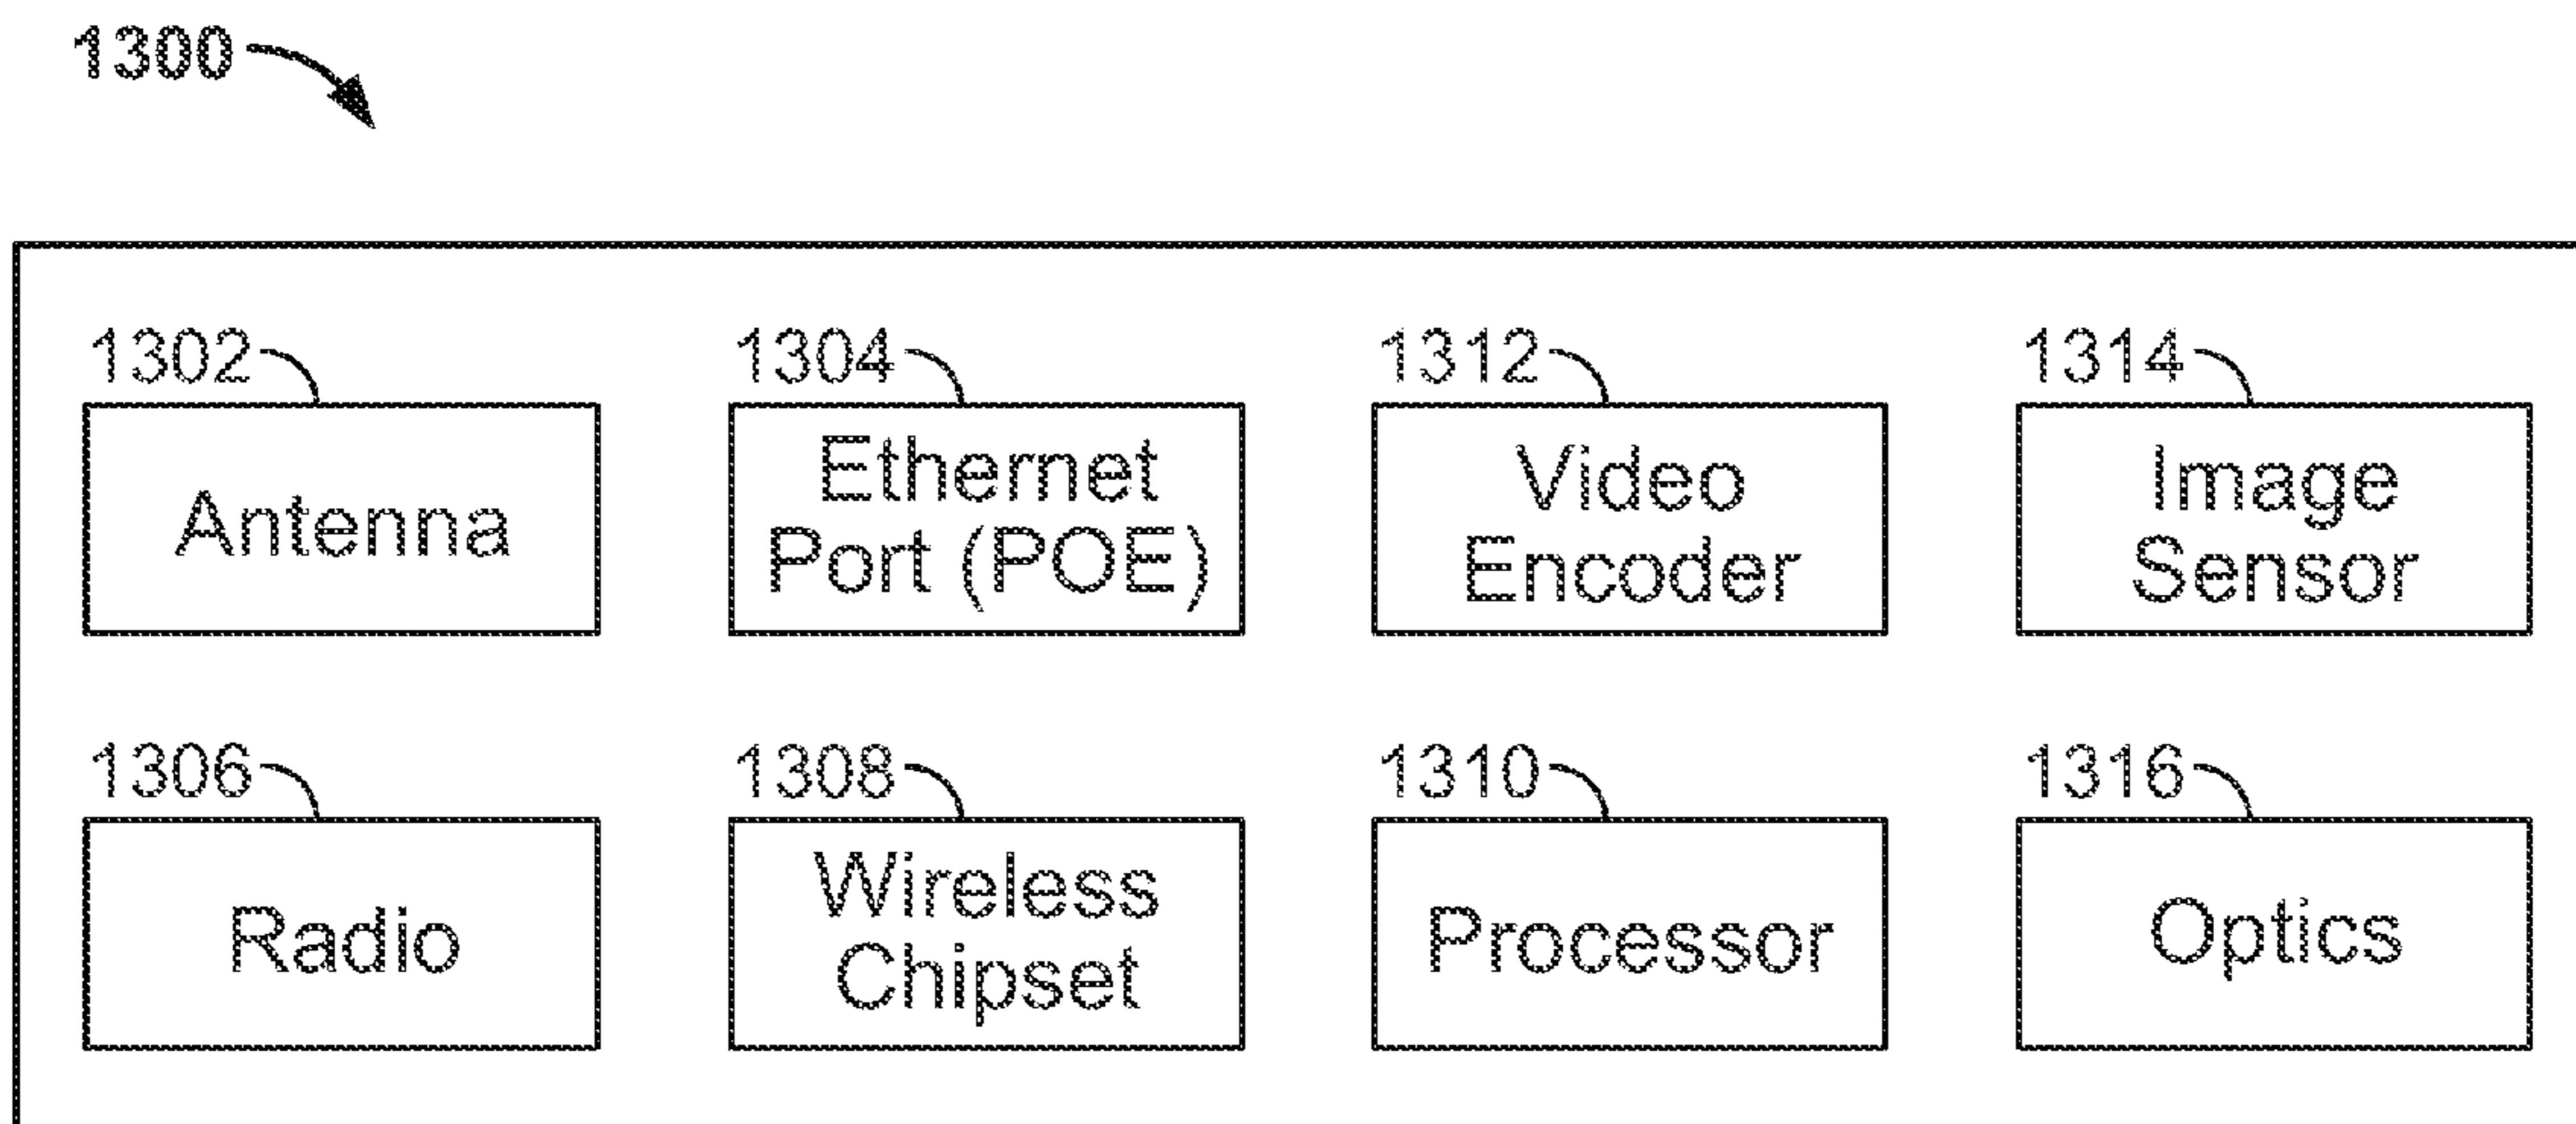 1300
1302
Antenna
1304
Ethernet
Port (POE)
1312
Video
Encoder
1314
Image
Sensor
1306
Radio
1308
Wireless
Chipset
1310
Processor
1316
Optics